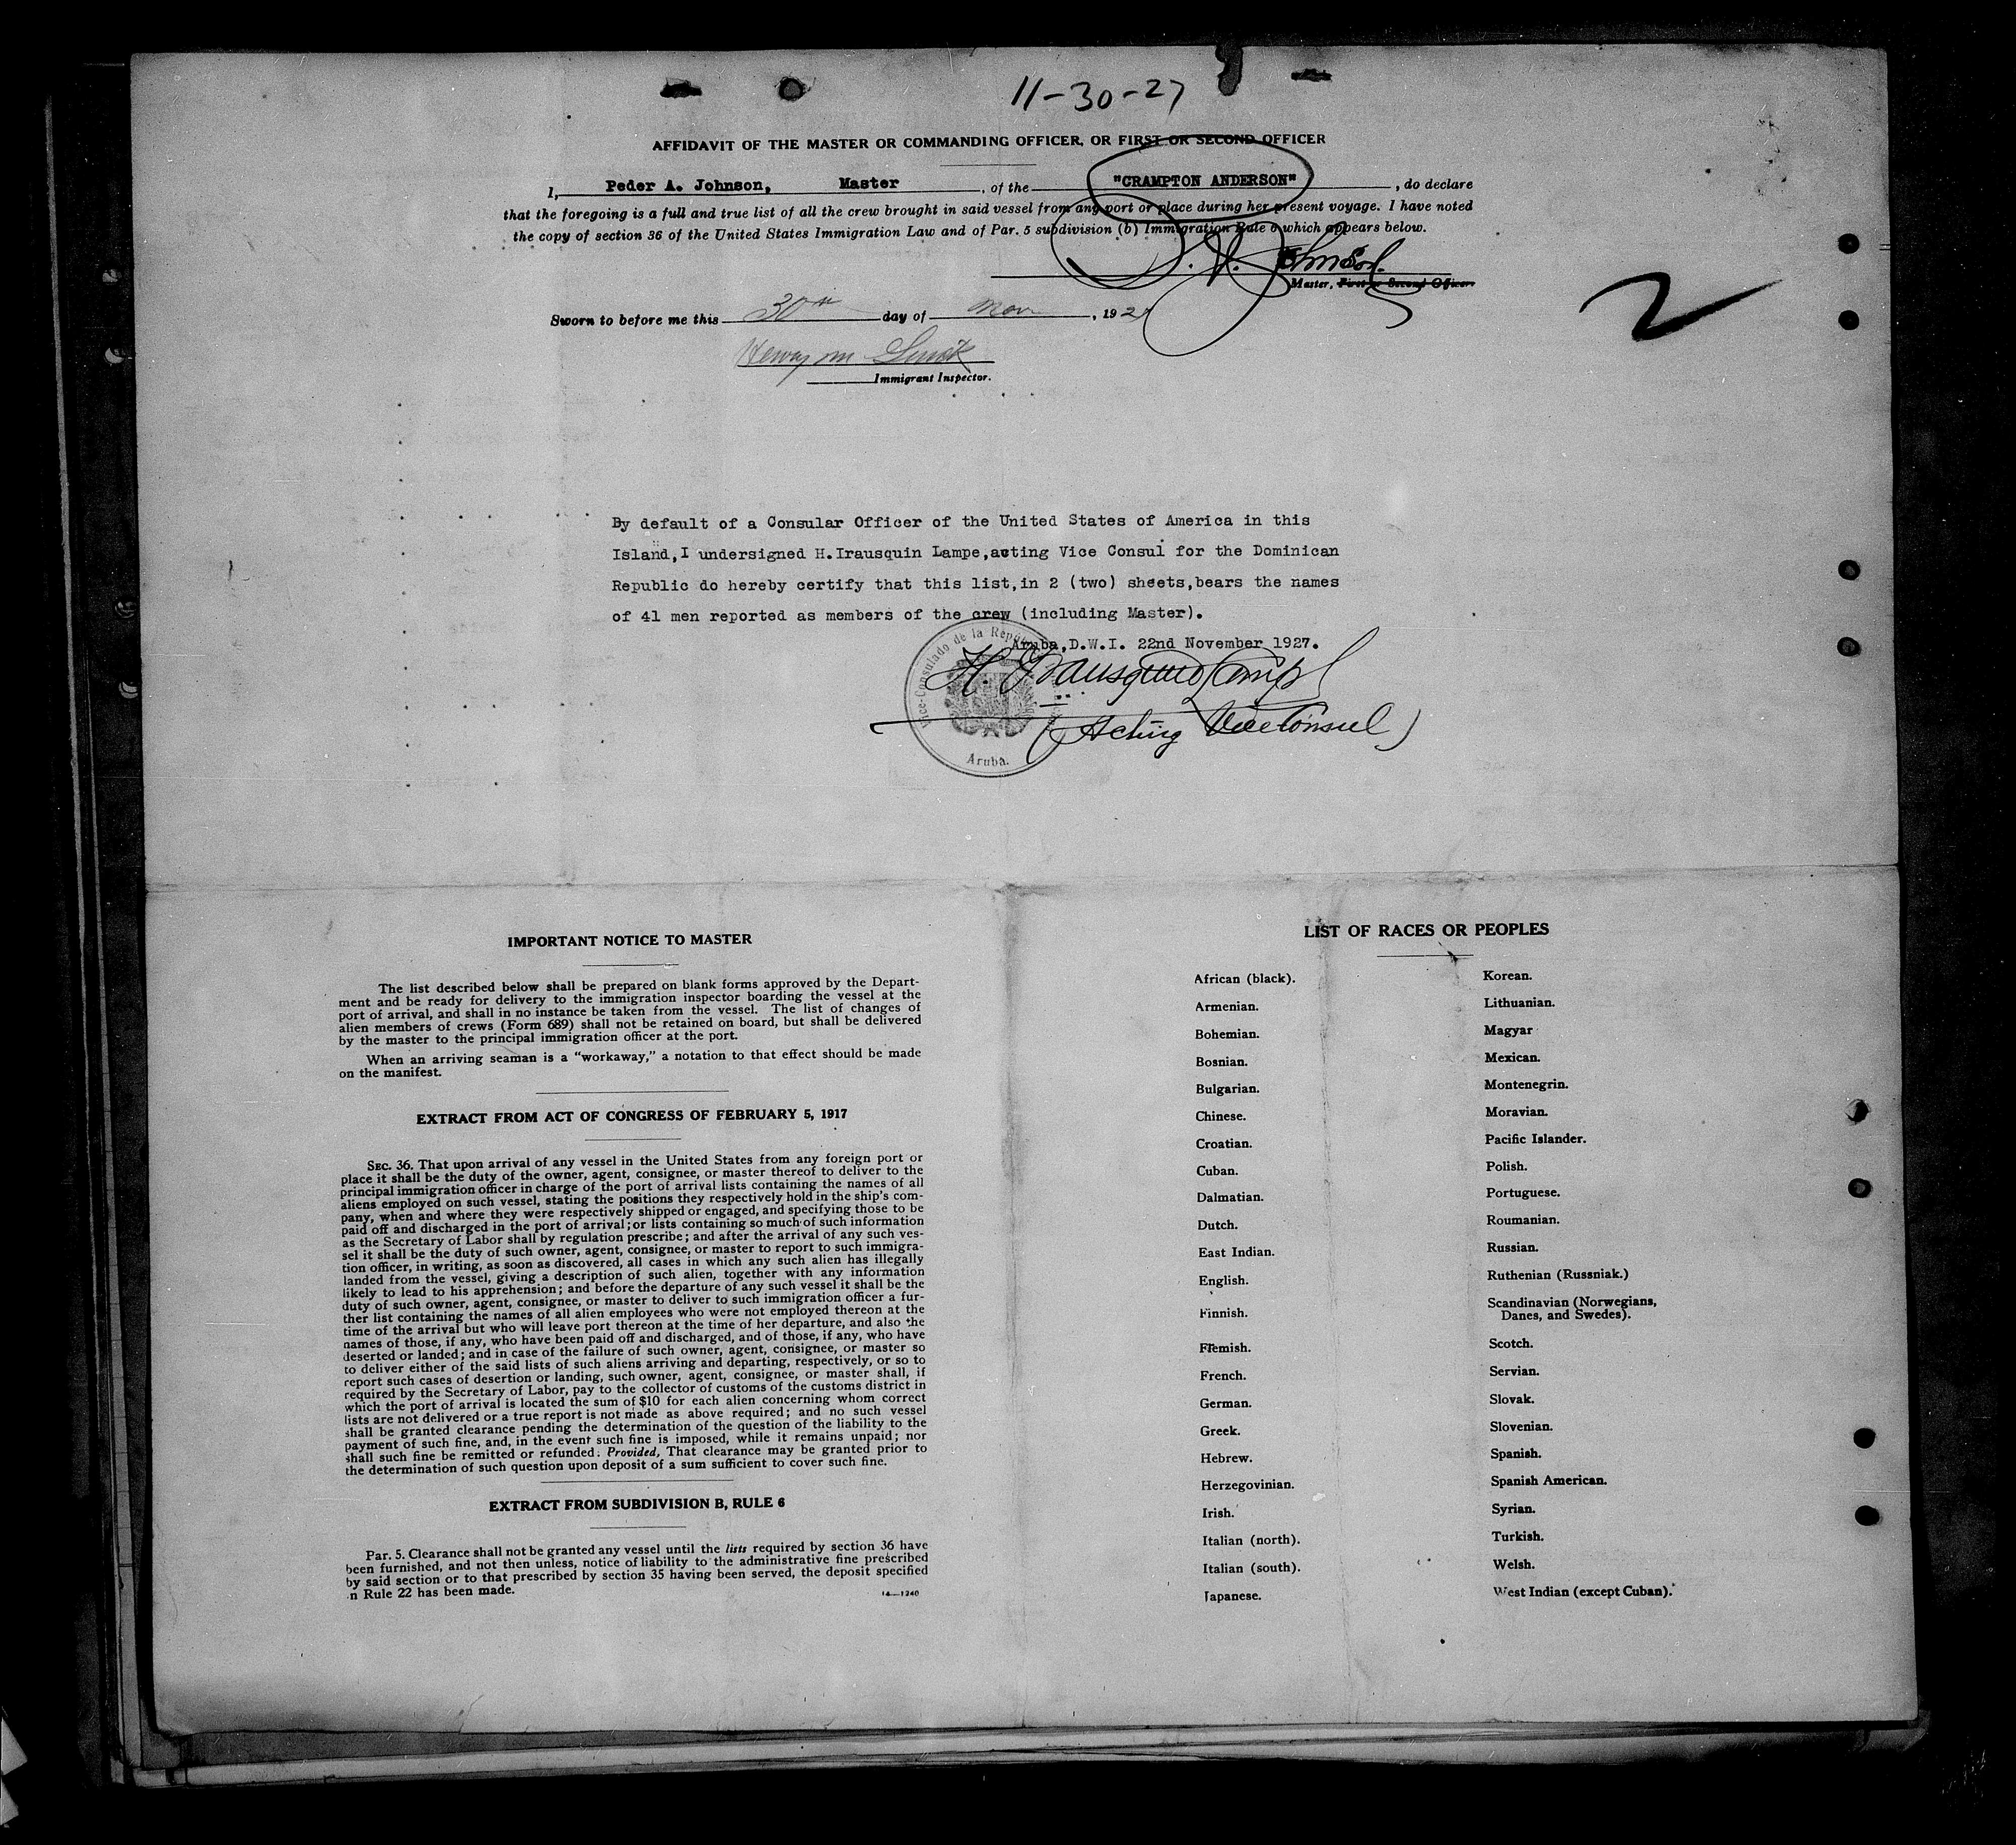 11-30-27
AFFIDAVIT OF THE MASTER OR COMMANDING OFFICER, OR FIRST OR SECOND OFFICER
I, Peder A. Johnson, Master, of the "CRAMPTON ANDERSON", do declare
that the foregoing is a full and true list of all the crew brought in said vessel from any port or place during her present voyage. I have noted
the copy of section 36 of the United States Immigration Law and of Par. 5 subdivision (b) Immigration Rule 6 which appears below.
Master, First or Second Officer.
2
Sworn to before me this 30th day of Nov , 192
Immigrant Inspector.
By default of a Consular Officer of the United States of America in this
Island,I undersigned H.Irausquin Lampe,acting Vice Consul for the Dominican
Republic do hereby certify that this list,in 2 (two) sheets,bears the names
of 41 men reported as members of the crew (including Master).
Aruba,D.W.I. 22nd November 1927.
H. Irausquin Lampe
(Acting Vice Consul)
Vice-Consulado de la
Aruba.
IMPORTANT NOTICE TO MASTER
The list described below shall be prepared on blank forms approved by the Depart-
ment and be ready for delivery to the immigration inspector boarding the vessel at the
port of arrival, and shall in no instance be taken from the vessel. The list of changes of
alien members of crews (Form 689) shall not be retained on board, but shall be delivered
by the master to the principal immigration officer at the port.
When an arriving seaman is a "workaway," a notation to that effect should be made
on the manifest.
EXTRACT FROM ACT OF CONGRESS OF FEBRUARY 5, 1917
SEC. 36. That upon arrival of any vessel in the United States from any foreign port or
place it shall be the duty of the owner, agent, consignee, or master thereof to deliver to the
principal immigration officer in charge of the port of arrival lists containing the names of all
aliens employed on such vessel, stating the positions they respectively hold in the ship's com-
pany, when and where they were respectively shipped or engaged, and specifying those to be
paid off and discharged in the port of arrival; or lists containing so much of such information
as the Secretary of Labor shall by regulation prescribe; and after the arrival of any such ves-
sel it shall be the duty of such owner, agent, consignee, or master to report to such immigra-
tion officer, in writing, as soon as discovered, all cases in which any such alien has illegally
landed from the vessel, giving a description of such alien, together with any information
likely to lead to his apprehension; and before the departure of any such vessel it shall be the
duty of such owner, agent, consignee, or master to deliver to such immigration officer a fur-
ther list containing the names of all alien employees who were not employed thereon at the
time of the arrival but who will leave port thereon at the time of her departure, and also the
names of those, if any, who have been paid off and discharged, and of those, if any, who have
deserted or landed; and in case of the failure of such owner, agent, consignee, or master so
to deliver either of the said lists of such aliens arriving and departing, respectively, or so to
report such cases of desertion or landing, such owner, agent, consignee, or master shall, if
required by the Secretary of Labor, pay to the collector of customs of the customs district in
which the port of arrival is located the sum of $10 for each alien concerning whom correct
lists are not delivered or a true report is not made as above required; and no such vessel
shall be granted clearance pending the determination of the question of the liability to the
payment of such fine, and, in the event such fine is imposed, while it remains unpaid; nor
shall such fine be remitted or refunded: Provided, That clearance may be granted prior to
the determination of such question upon deposit of a sum sufficient to cover such fine.
EXTRACT FROM SUBDIVISION B, RULE 6
Par. 5. Clearance shall not be granted any vessel until the lists required by section 36 have
been furnished, and not then unless, notice of liability to the administrative fine prescribed
by said section or to that prescribed by section 35 having been served, the deposit specified
n Rule 22 has been made.
14—1240
LIST OF RACES OR PEOPLES
African (black).
Armenian.
Bohemian.
Bosnian.
Bulgarian.
Chinese.
Croatian.
Cuban.
Dalmatian.
Dutch.
East Indian.
English.
Finnish.
Flemish.
French.
German.
Greek.
Hebrew.
Herzegovinian.
Irish.
Italian (north).
Italian (south).
Japanese.
Korean.
Lithuanian.
Magyar
Mexican.
Montenegrin.
Moravian.
Pacific Islander.
Polish.
Portuguese.
Roumanian.
Russian.
Ruthenian (Russniak.)
Scandinavian (Norwegians,
Danes, and Swedes).
Scotch.
Servian.
Slovak.
Slovenian.
Spanish.
Spanish American.
Syrian.
Turkish.
Welsh.
West Indian (except Cuban).